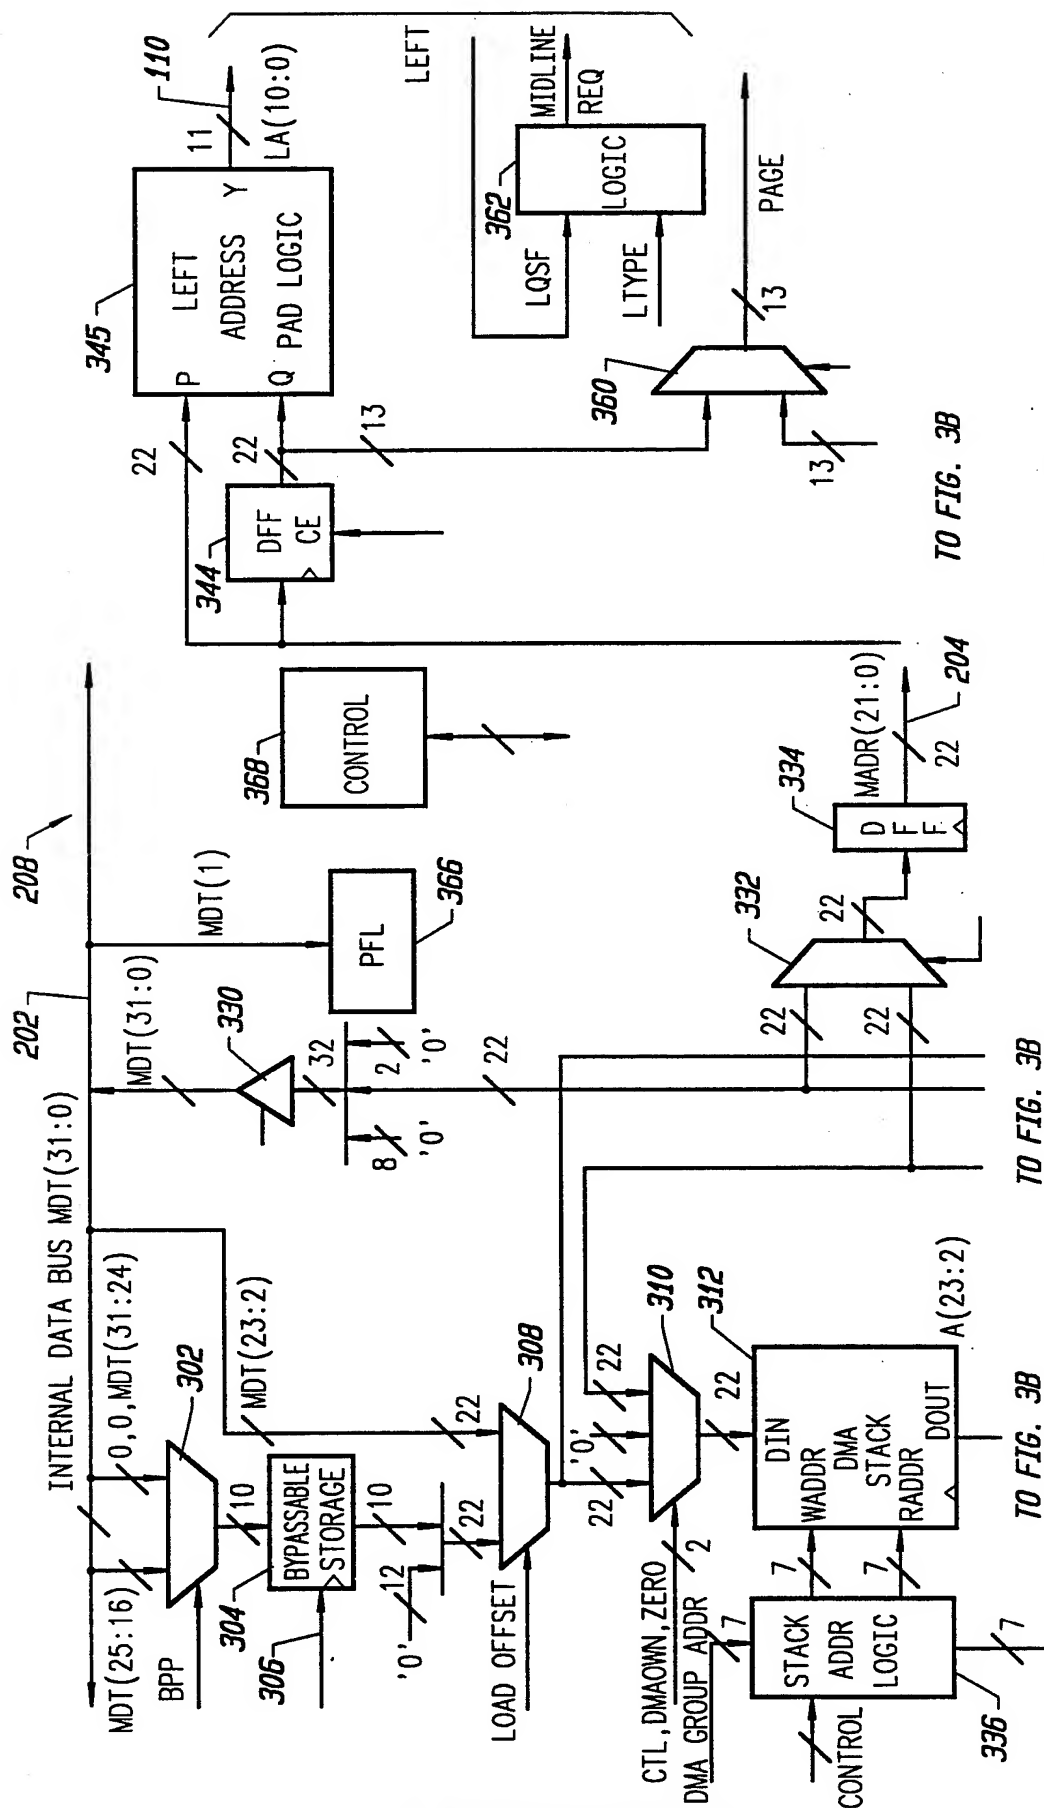 208
202
INTERNAL DATA BUS MDT(31:0)
MDT(25:16)
0,0,MDT(31:24)
302
BPP
10
304
BYPASSABLE
STORAGE
306
10
'0'
12
22
MDT(23:2)
22
308
LOAD OFFSET
22
'0'
22
310
CTL,DMAOWN,ZERO
2
DMA GROUP ADDR
7
22
312
DIN
WADDR
DMA
STACK
RADDR
DOUT
A(23:2)
STACK
ADDR
LOGIC
7
7
CONTROL
336
7
TO FIG. 3B
MDT(31:0)
330
32
8
'0'
2
'0'
22
MDT(1)
PFL
366
22
22
332
22
334
D
F
F
MADR(21:0)
22
204
TO FIG. 3B
368
CONTROL
344
DFF
CE
22
22
13
345
P
LEFT
ADDRESS
Y
Q PAD LOGIC
11
110
LA(10:0)
LEFT
LQSF
LTYPE
362
LOGIC
MIDLINE
REQ
360
13
13
PAGE
TO FIG. 3B